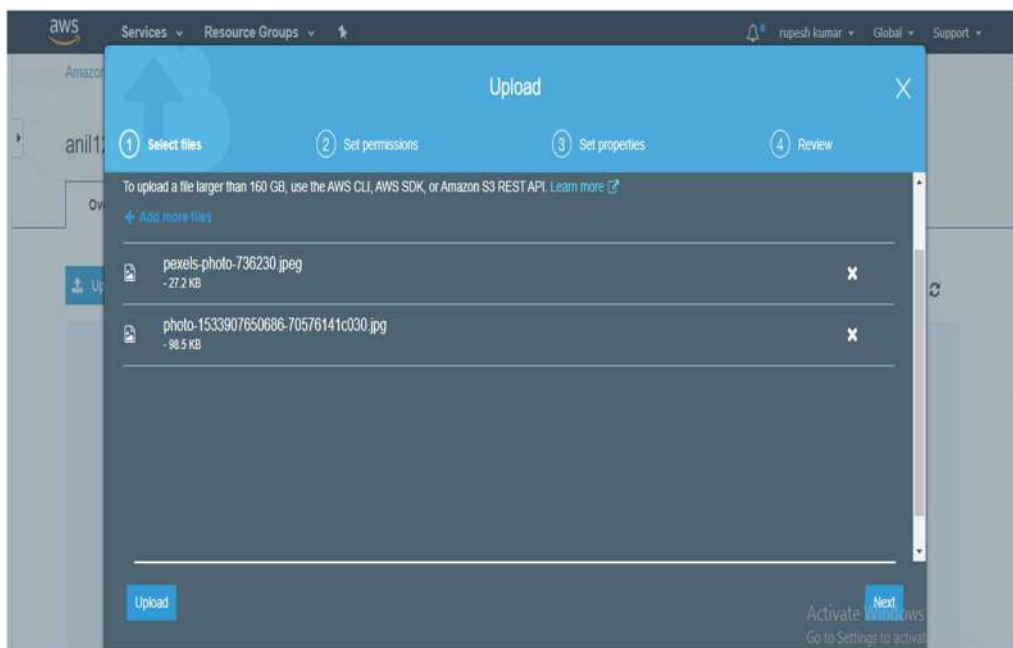 aws Services Resource Groups rupesh kumar Global Support
Amazon
Upload
anil12
1 Select files 2 Set permissions 3 Set properties 4 Review
To upload a file larger than 160 GB, use the AWS CLI, AWS SDK, or Amazon S3 REST API. Learn more
Ov
+ Add more files
pexels-photo-736230.jpeg
- 27.2 KB
Up
photo-1533907650686-70576141c030.jpg
- 98.5 KB
Upload
Next
Activate Windows
Go to Settings to activat